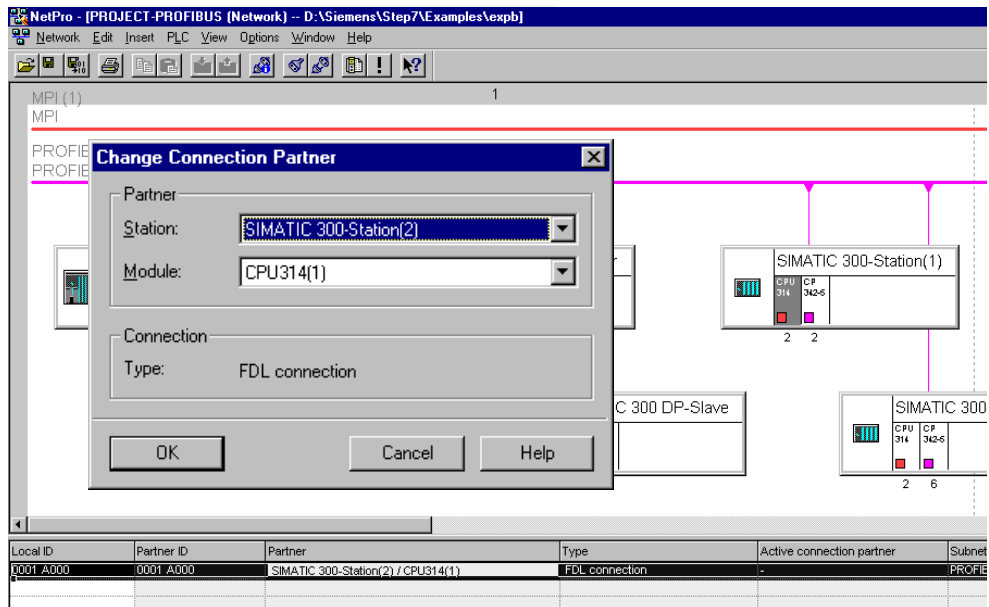 NetPro - [PROJECT-PROFIBUS (Network) -- D:\Siemens\Step7\Examples\expb]
Network Edit Insert PLC View Options Window Help
1
MPI (1)
MPI
PROFIB
PROFIB
Change Connection Partner
Partner
Station: SIMATIC 300-Station(2)
Module: CPU314(1)
Connection
Type: FDL connection
OK Cancel Help
SIMATIC 300-Station(1)
CPU 314
CP 342-5
2 2
C 300 DP-Slave
SIMATIC 300
CPU 314
CP 342-5
2 6
Local ID Partner ID Partner Type Active connection partner Subnet
0001 A000 0001 A000 SIMATIC 300-Station(2) / CPU314(1) FDL connection - PROFIE